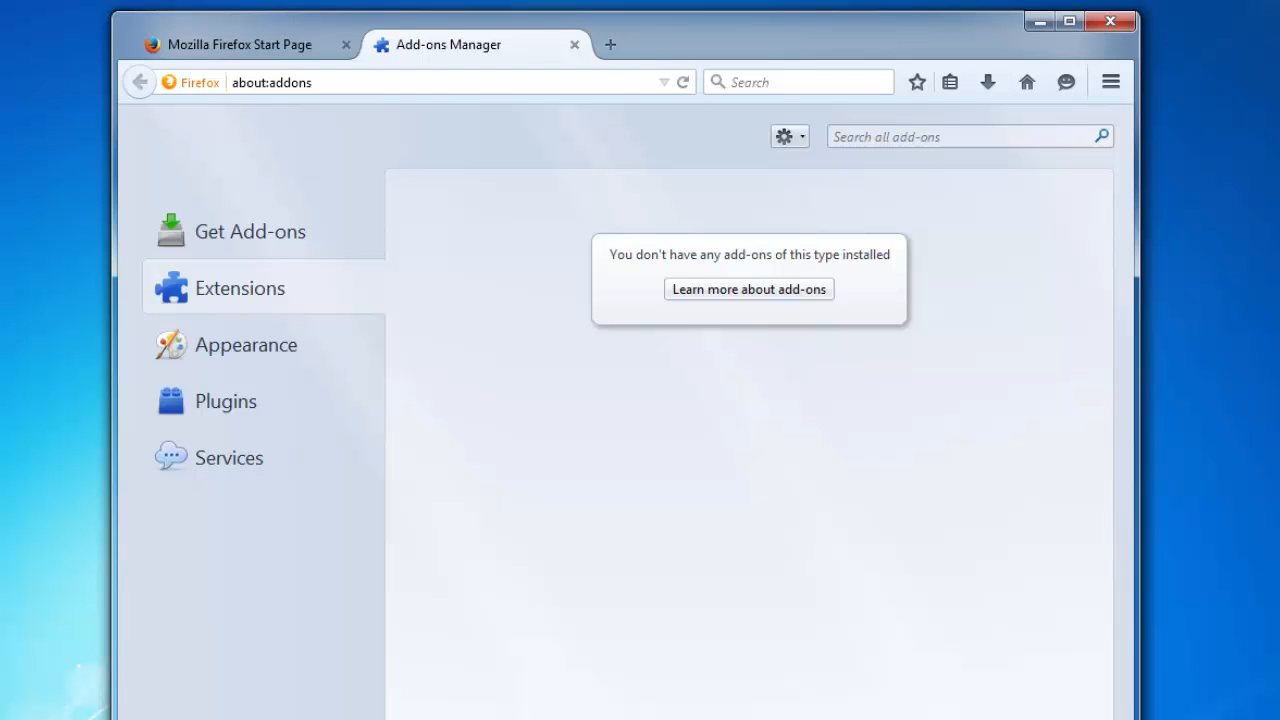 Mozilla Firefox Start Page
Add-ons Manager
Firefox
about:addons
Search
Search all add-ons
Get Add-ons
Extensions
Appearance
Plugins
Services
You don't have any add-ons of this type installed
Learn more about add-ons